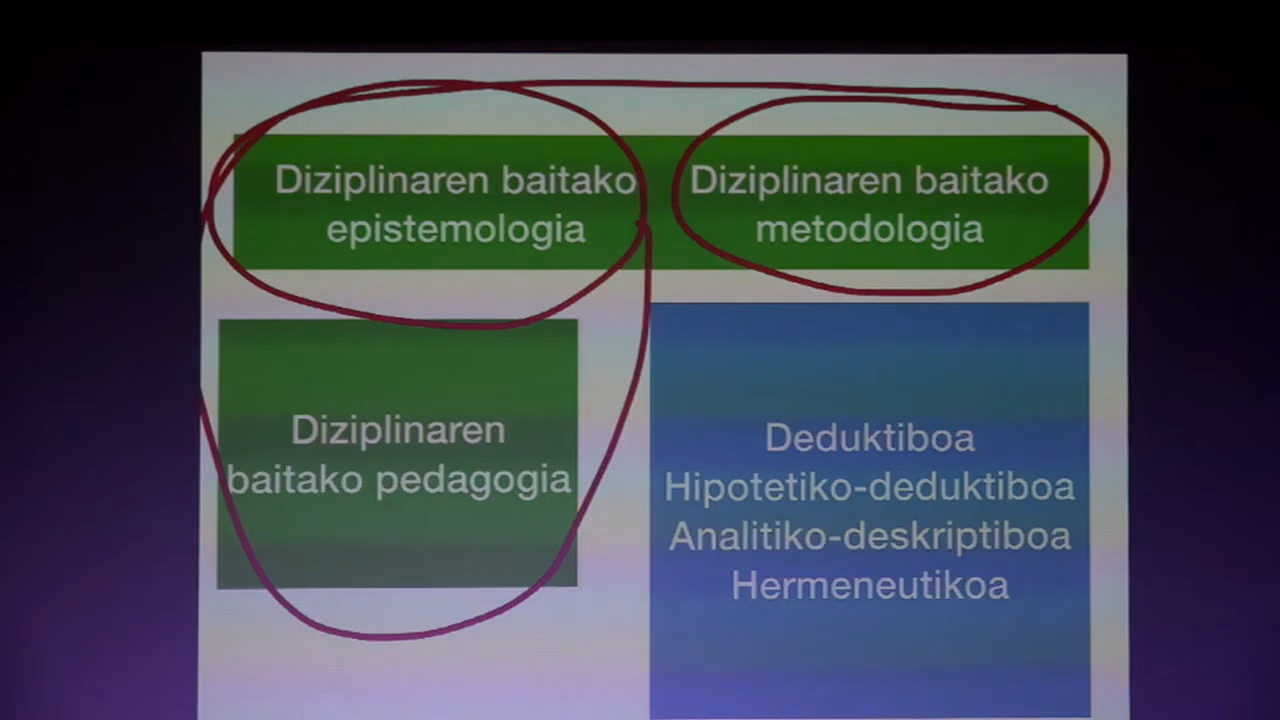 Diziplinaren baitako
epistemologia
Diziplinaren baitako
metodologia
Diziplinaren
baitako pedagogia
Deduktiboa
Hipotetiko-deduktiboa
Analitiko-deskriptiboa
Hermeneutikoa